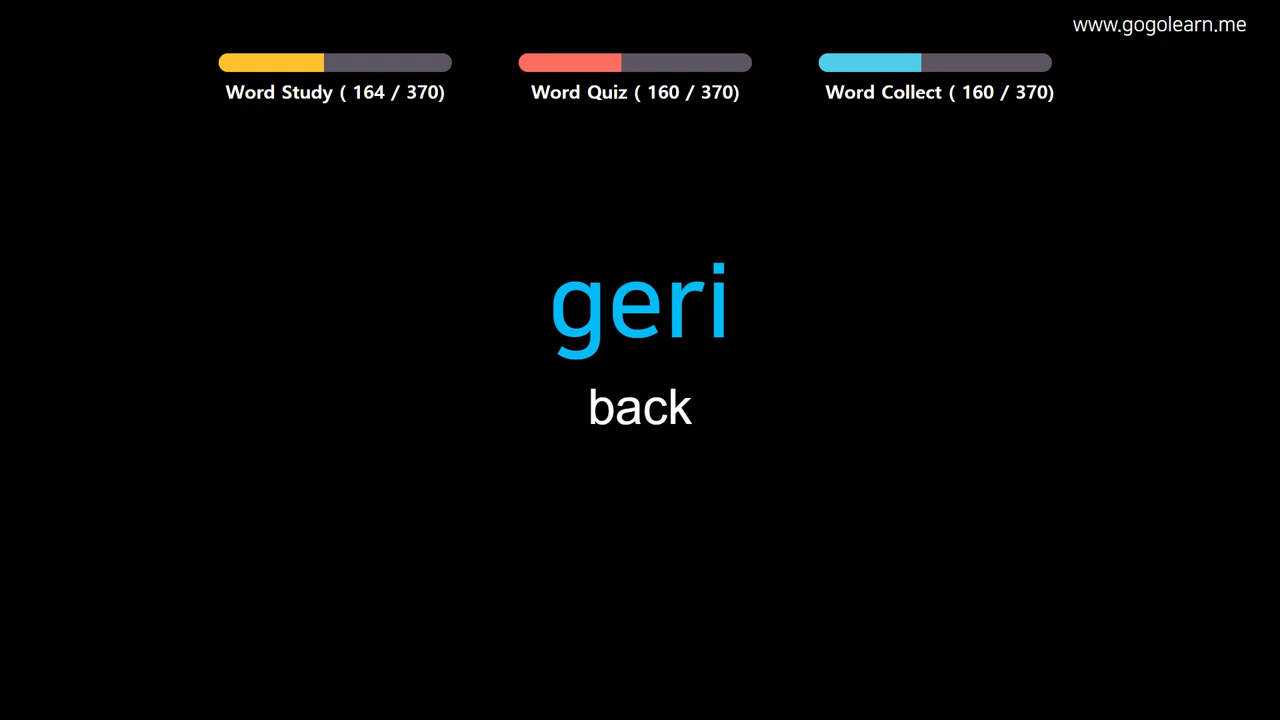 www.gogolearn.me
Word Study ( 164 / 370)
Word Quiz ( 160 / 370)
Word Collect ( 160 / 370)
geri
back